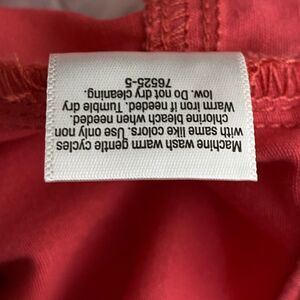 Machine wash warm gentle cycles
with same like colors. Use only non
chlorine bleach when needed.
Warm iron if needed. Tumble dry
low. Do not dry cleaning.
76525-5